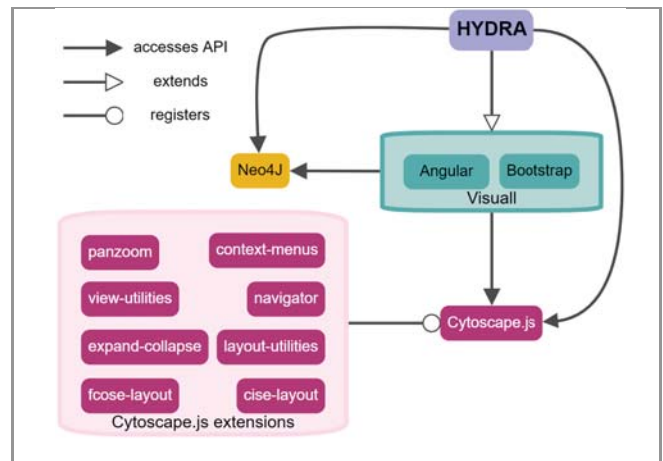 HYDRA
accesses API
extends
registers
Neo4J
Angular
Bootstrap
Visuall
panzoom
context-menus
view-utilities
navigator
expand-collapse
layout-utilities
fcose-layout
cise-layout
Cytoscape.js extensions
Cytoscape.js